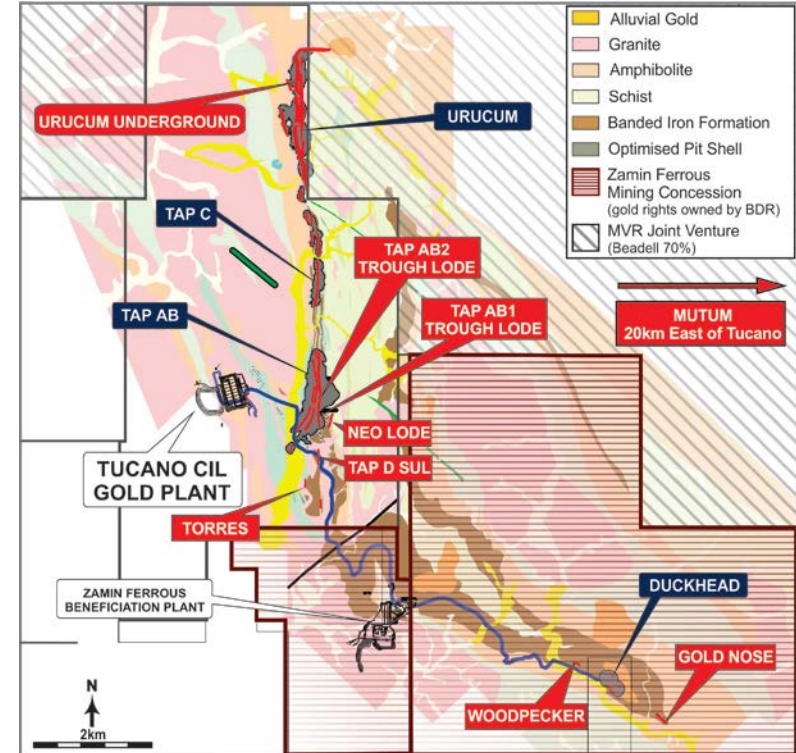 Alluvial Gold
Granite
Amphibolite
Schist
Banded Iron Formation
Optimised Pit Shell
Zamin Ferrous
Mining Concession
(gold rights owned by BDR)
MVR Joint Venture
(Beadell 70%)
URUCUM UNDERGROUND
URUCUM
TAP C
TAP AB2
TROUGH LODE
TAP AB
TAP AB1
TROUGH LODE
MUTUM
20km East of Tucano
NEO LODE
TUCANO CIL
GOLD PLANT
TAP D SUL
TORRES
ZAMIN FERROUS
BENEFICIATION PLANT
DUCKHEAD
GOLD NOSE
WOODPECKER
N
2km